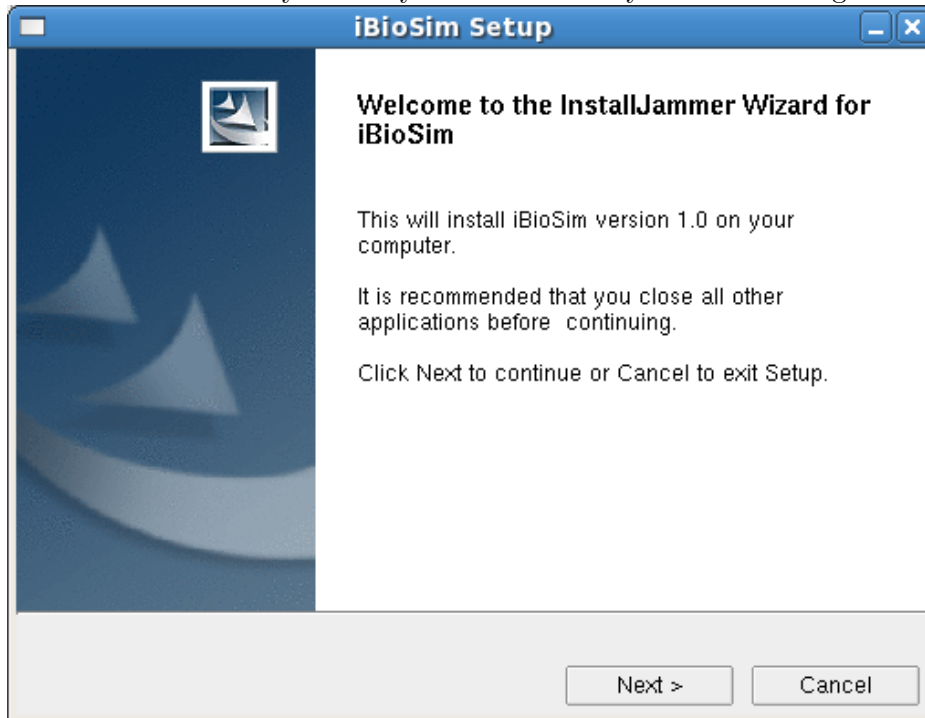 iBioSim Setup
Welcome to the InstallJammer Wizard for
iBioSim
This will install iBioSim version 1.0 on your
computer.
It is recommended that you close all other
applications before  continuing.
Click Next to continue or Cancel to exit Setup.
Next >
Cancel